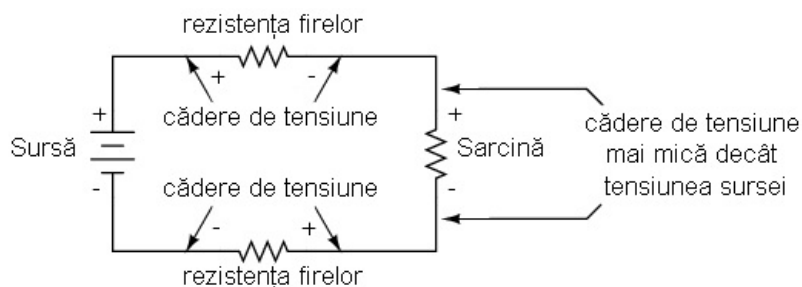 rezistența firelor
+ -
+ cădere de tensiune +
Sursă Sarcină
- cădere de tensiune -
- +
rezistența firelor
cădere de tensiune
mai mică decât
tensiunea sursei